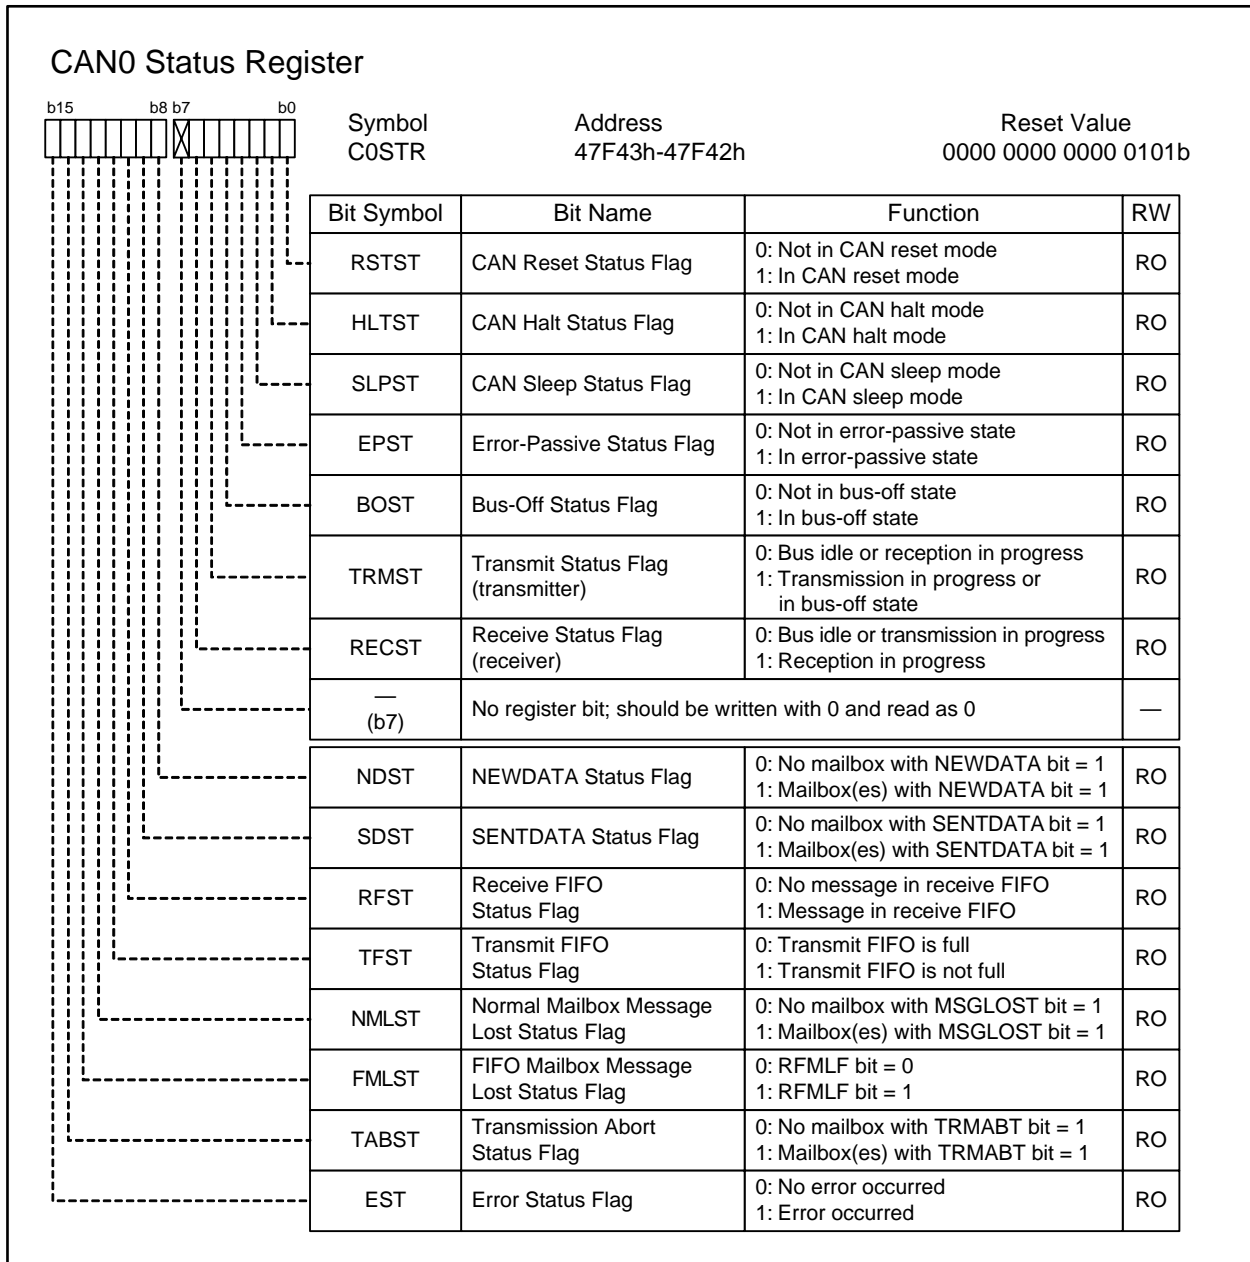 CAN0 Status Register
b15 b8 b7 b0
Symbol Address Reset Value
C0STR 47F43h-47F42h 0000 0000 0000 0101b
Bit Symbol Bit Name Function RW
RSTST CAN Reset Status Flag 0: Not in CAN reset mode RO
1: In CAN reset mode
HLTST CAN Halt Status Flag 0: Not in CAN halt mode RO
1: In CAN halt mode
SLPST CAN Sleep Status Flag 0: Not in CAN sleep mode RO
1: In CAN sleep mode
EPST Error-Passive Status Flag 0: Not in error-passive state RO
1: In error-passive state
BOST Bus-Off Status Flag 0: Not in bus-off state RO
1: In bus-off state
TRMST Transmit Status Flag 0: Bus idle or reception in progress RO
(transmitter) 1: Transmission in progress or
in bus-off state
RECST Receive Status Flag 0: Bus idle or transmission in progress RO
(receiver) 1: Reception in progress
— No register bit; should be written with 0 and read as 0 —
(b7)
NDST NEWDATA Status Flag 0: No mailbox with NEWDATA bit = 1 RO
1: Mailbox(es) with NEWDATA bit = 1
SDST SENTDATA Status Flag 0: No mailbox with SENTDATA bit = 1 RO
1: Mailbox(es) with SENTDATA bit = 1
RFST Receive FIFO 0: No message in receive FIFO RO
Status Flag 1: Message in receive FIFO
TFST Transmit FIFO 0: Transmit FIFO is full RO
Status Flag 1: Transmit FIFO is not full
NMLST Normal Mailbox Message 0: No mailbox with MSGLOST bit = 1 RO
Lost Status Flag 1: Mailbox(es) with MSGLOST bit = 1
FMLST FIFO Mailbox Message 0: RFMLF bit = 0 RO
Lost Status Flag 1: RFMLF bit = 1
TABST Transmission Abort 0: No mailbox with TRMABT bit = 1 RO
Status Flag 1: Mailbox(es) with TRMABT bit = 1
EST Error Status Flag 0: No error occurred RO
1: Error occurred